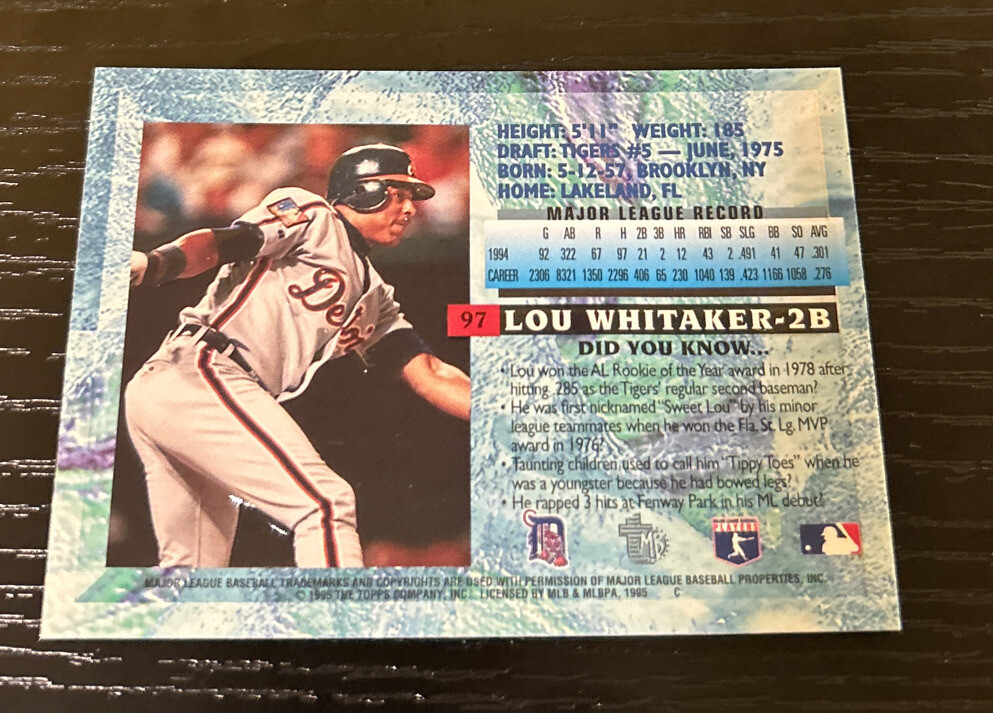 HEIGHT: 5'11" WEIGHT: 185
DRAFT: TIGERS #5 — JUNE, 1975
BORN: 5-12-57, BROOKLYN, NY
HOME: LAKELAND, FL
MAJOR LEAGUE RECORD
G AB R H 2B 3B HR RBI SB SLG BB SO AVG
1994 92 322 67 97 21 2 12 43 2 .491 41 47 .301
CAREER 2306 8321 1350 2296 406 65 230 1040 139 .423 1166 1058 .276
97 LOU WHITAKER-2B
DID YOU KNOW...
• Lou won the AL Rookie of the Year award in 1978 after
hitting .285 as the Tigers' regular second baseman?
• He was first nicknamed "Sweet Lou" by his minor
league teammates when he won the Fla. St. Lg. MVP
award in 1976?
• Taunting children used to call him "Tippy Toes" when he
was a youngster because he had bowed legs?
• He rapped 3 hits at Fenway Park in his ML debut?
Detroit
D
PLAYERS
MAJOR LEAGUE BASEBALL TRADEMARKS AND COPYRIGHTS ARE USED WITH PERMISSION OF MAJOR LEAGUE BASEBALL PROPERTIES, INC.
© 1995 THE TOPPS COMPANY, INC. LICENSED BY MLB & MLBPA, 1995 C